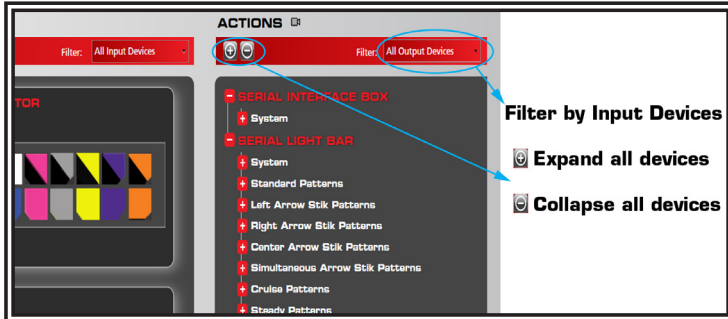 ACTIONS
Filter: All Input Devices
Filter: All Output Devices
TOR
SERIAL INTERFACE BOX
System
SERIAL LIGHT BAR
System
Standard Patterns
Left Arrow Stik Patterns
Right Arrow Stik Patterns
Center Arrow Stik Patterns
Simultaneous Arrow Stik Patterns
Cruise Patterns
Steady Patterns
Filter by Input Devices
Expand all devices
Collapse all devices